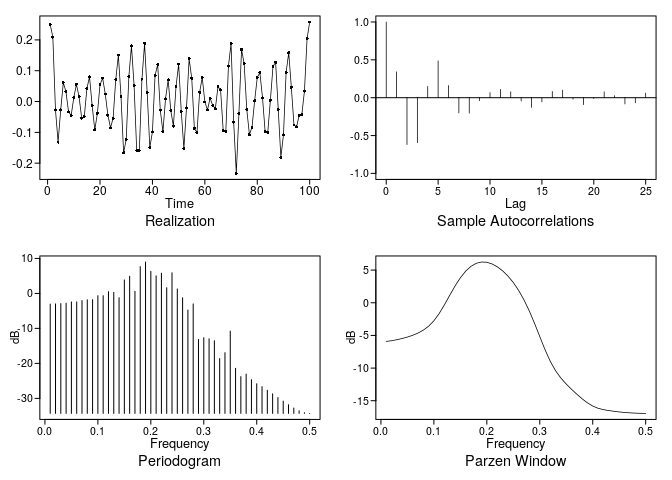 0.2
0.1
0.0
-0.1
-0.2
0 20 40 60 80 100
Time
Realization
1.0
0.5
0.0
-0.5
-1.0
0 5 10 15 20 25
Lag
Sample Autocorrelations
10
0
-10
-20
-30
dB,
0.0 0.1 0.2 0.3 0.4 0.5
Frequency
Periodogram
5
0
-5
-10
-15
dB
0.0 0.1 0.2 0.3 0.4 0.5
Frequency
Parzen Window